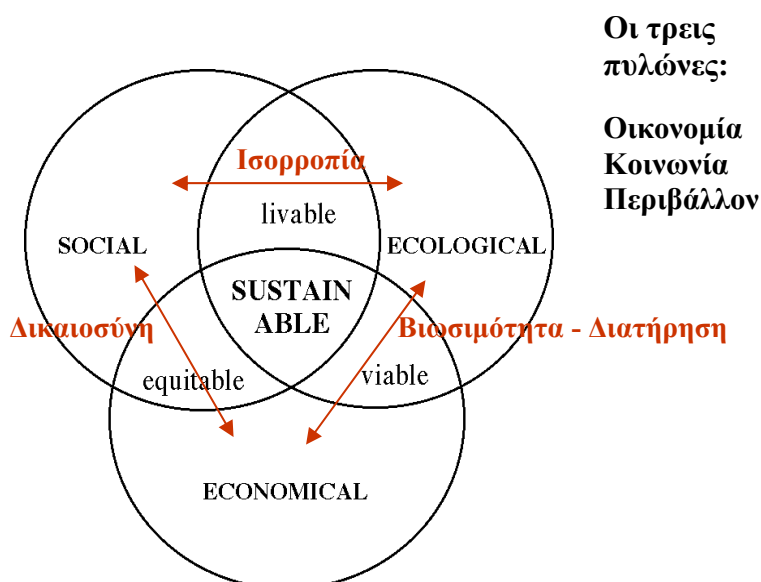 Οι τρεις
πυλώνες:
Οικονομία
Κοινωνία
Περιβάλλον
Ισορροπία
livable
SOCIAL
ECOLOGICAL
SUSTAIN
ABLE
Δικαιοσύνη
Βιωσιμότητα - Διατήρηση
equitable
viable
ECONOMICAL